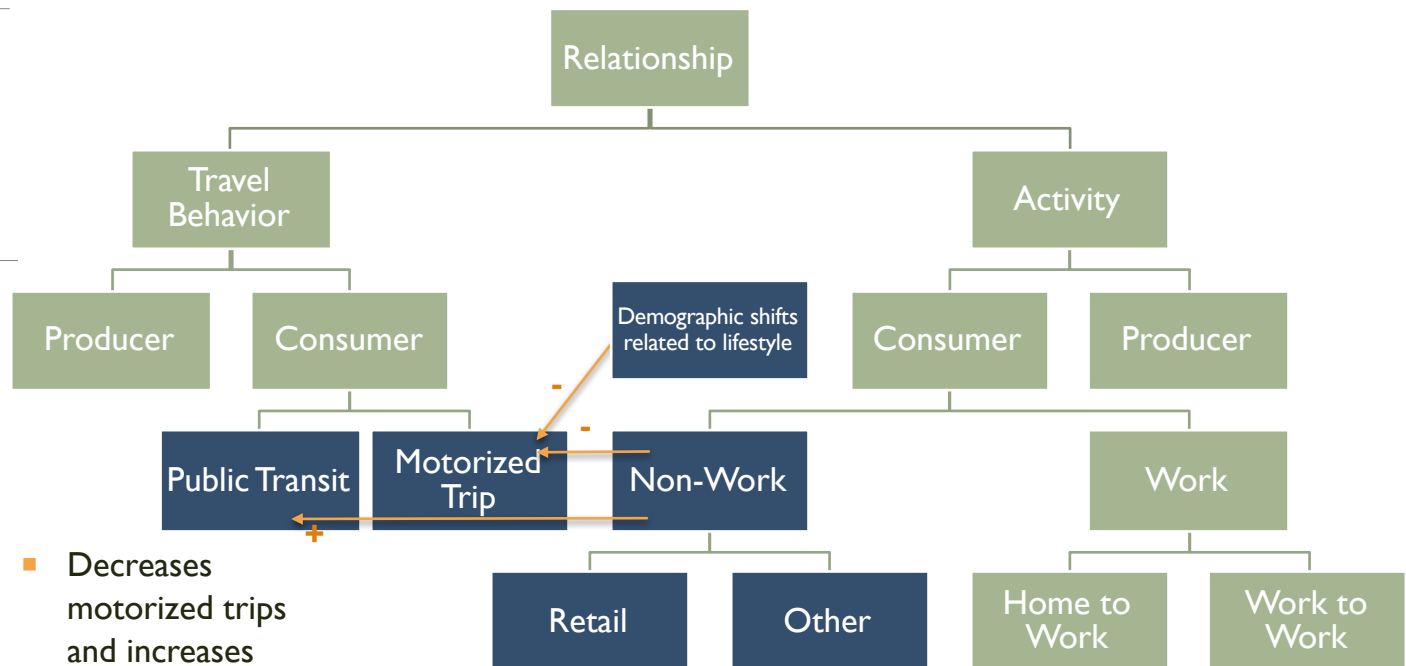 Relationship
Travel
Behavior
Activity
Producer
Consumer
Demographic shifts
related to lifestyle
Consumer
Producer
-
-
Public Transit
Motorized
Trip
Non-Work
Work
+
Decreases
motorized trips
and increases
Retail
Other
Home to
Work
Work to
Work